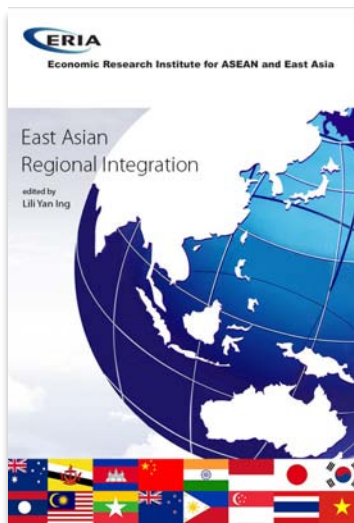 ERIA
Economic Research Institute for ASEAN and East Asia
East Asian
Regional Integration
edited by
Lili Yan Ing